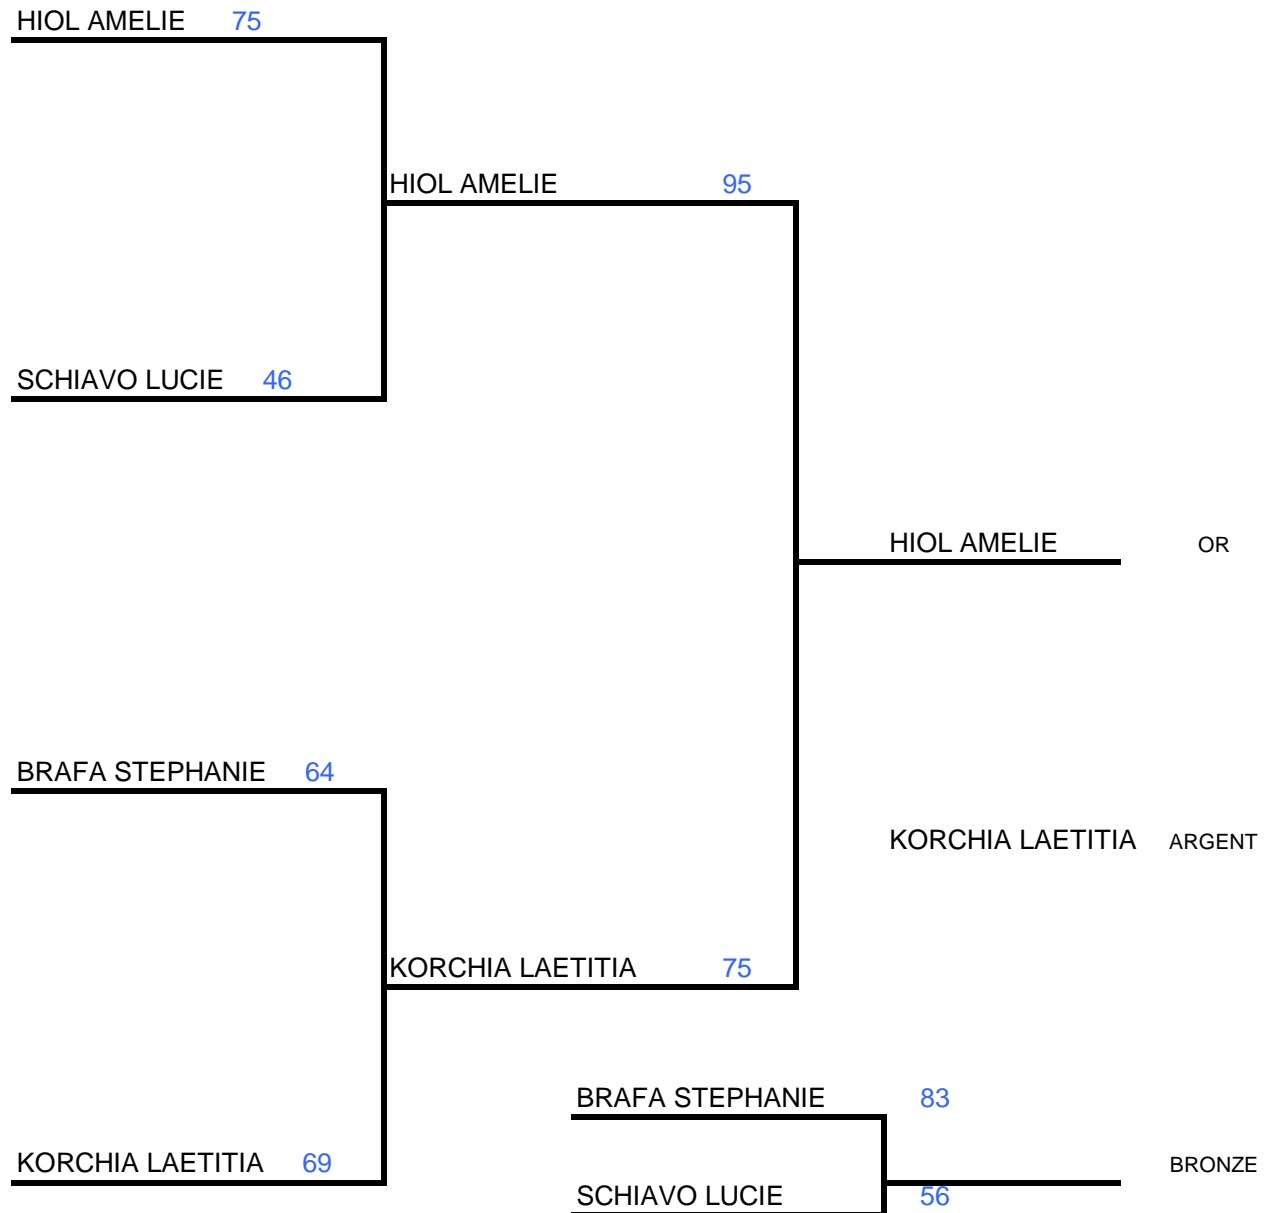 HIOL AMELIE 75
HIOL AMELIE 95
SCHIAVO LUCIE 46
HIOL AMELIE OR
BRAFA STEPHANIE 64
KORCHIA LAETITIA ARGENT
KORCHIA LAETITIA 75
BRAFA STEPHANIE 83
KORCHIA LAETITIA 69
BRONZE
SCHIAVO LUCIE 56